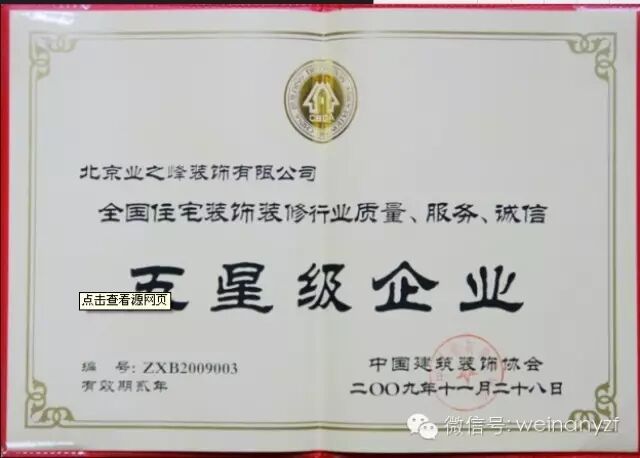 CBDA
北京业之峰装饰有限公司
全国住宅装饰装修行业质量、服务、诚信
五星级企业
点击查看源网页
编 号: ZXB2009003
有效期贰年
中国建筑装饰协会
二〇〇九年十一月二十八日
微信号: weinanyzf